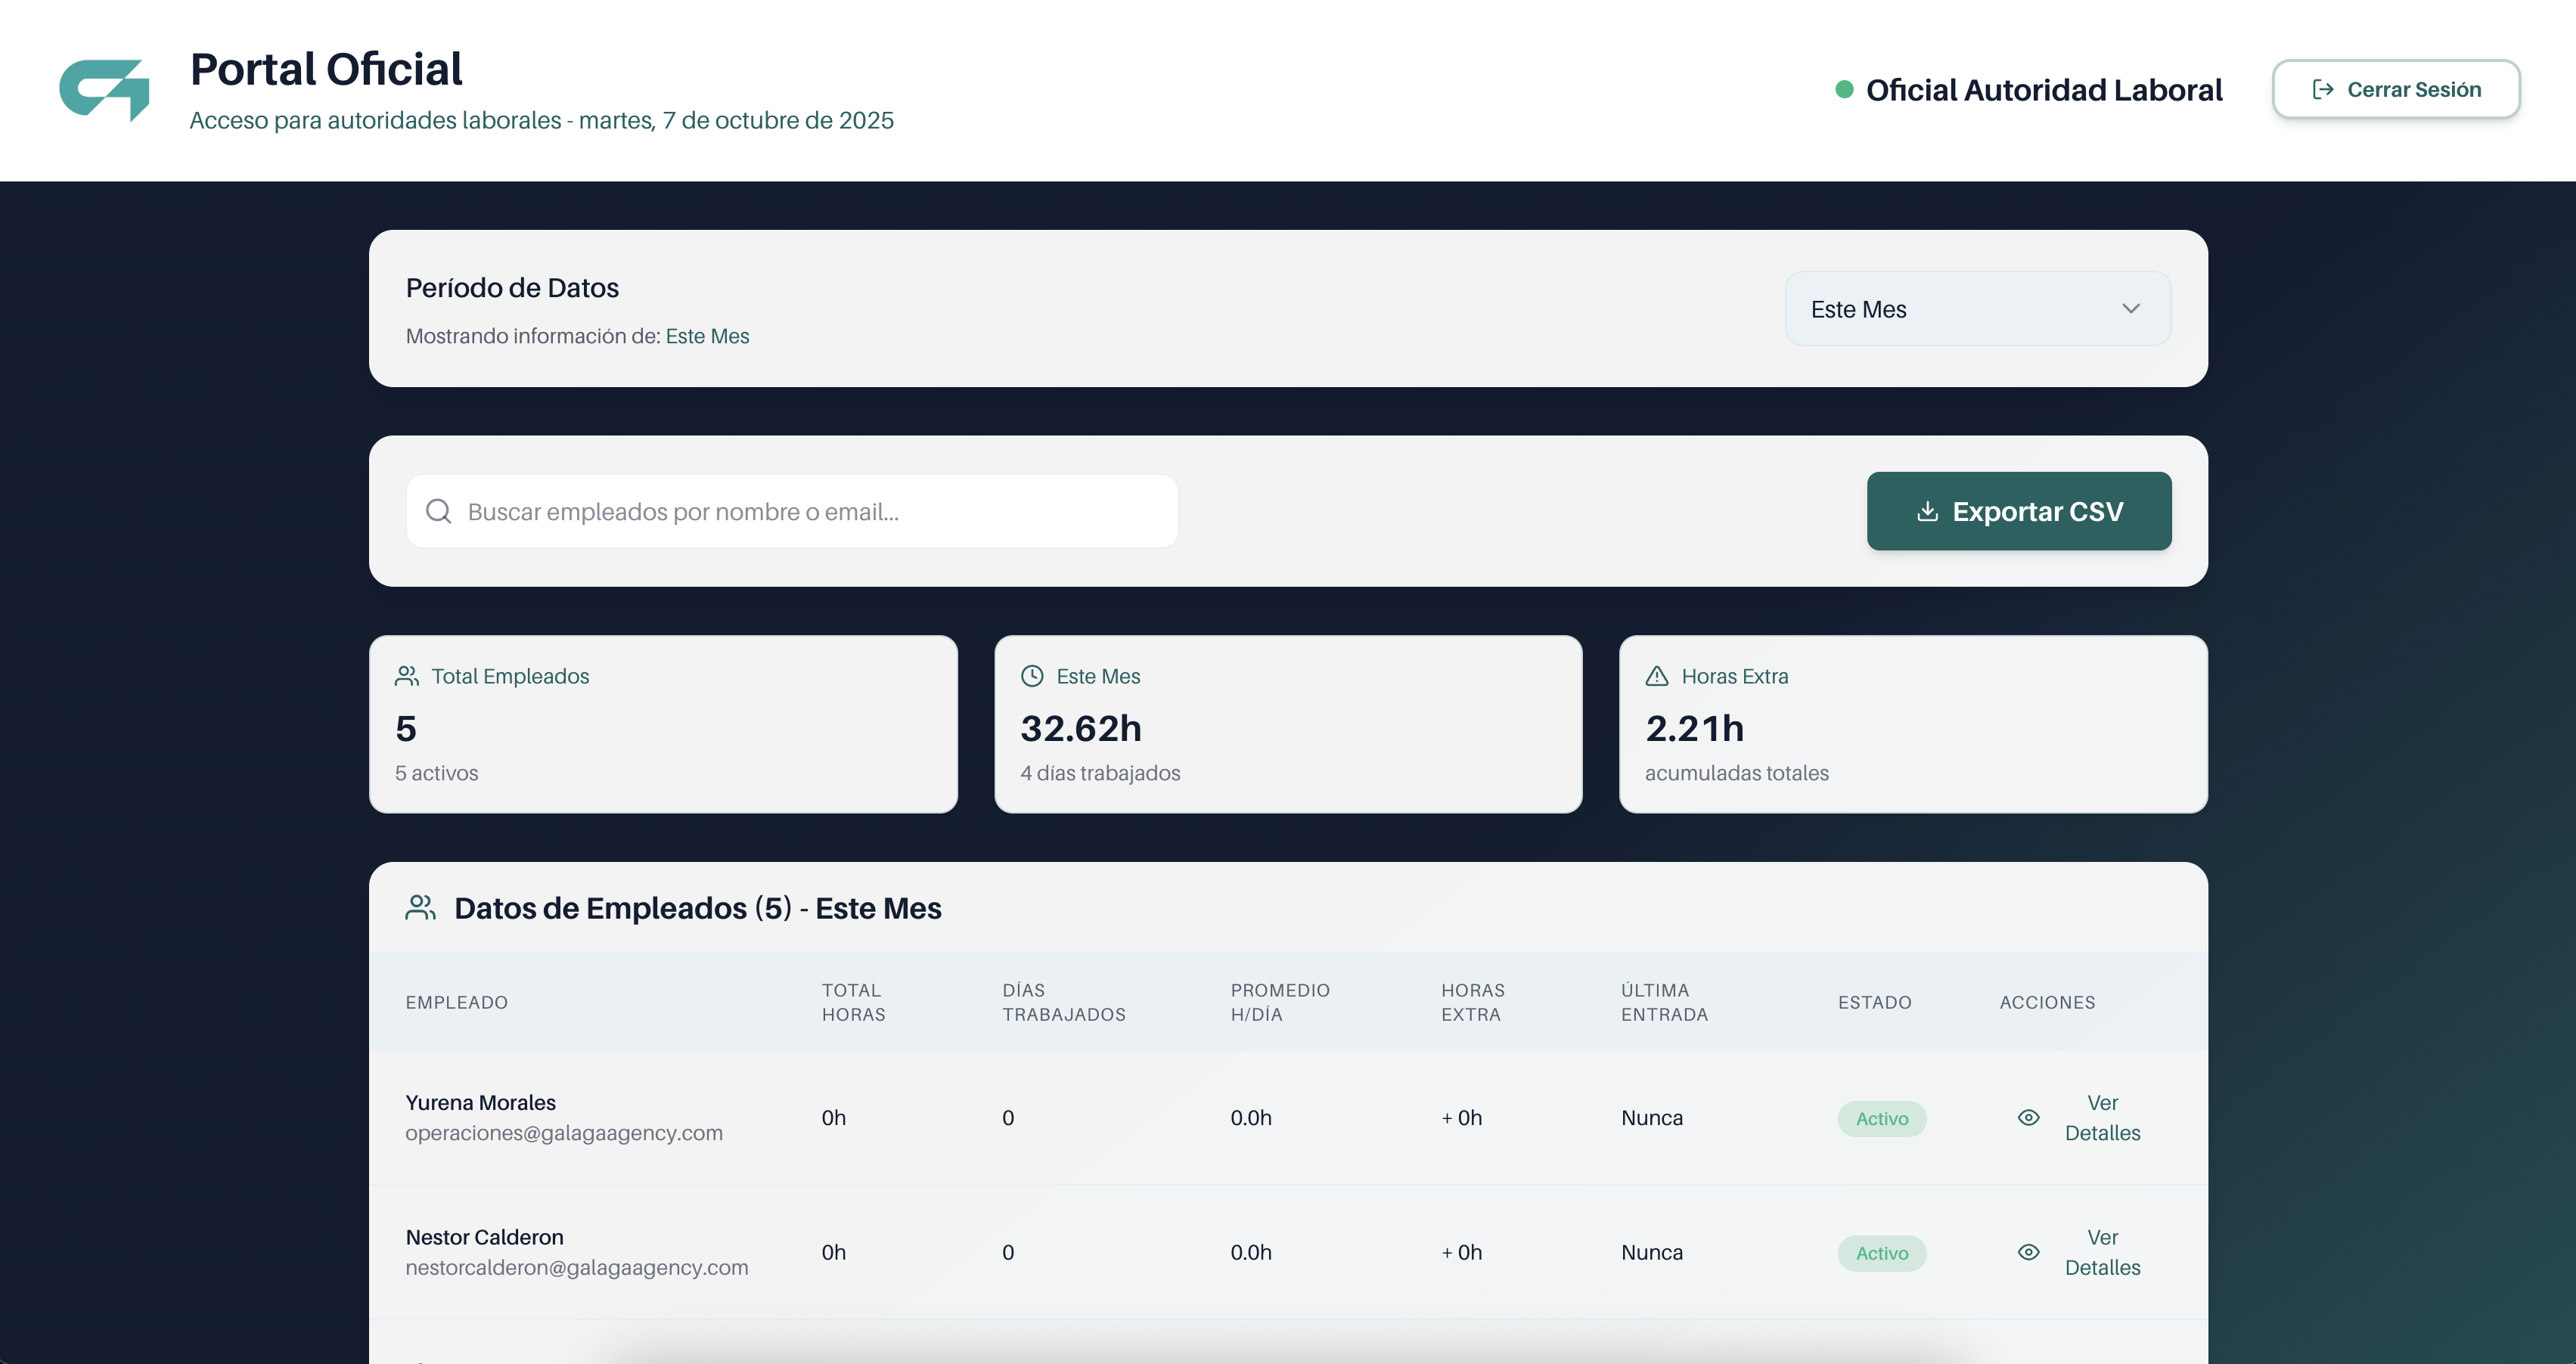 Portal Oficial
Acceso para autoridades laborales - martes, 7 de octubre de 2025
Oficial Autoridad Laboral
Cerrar Sesión
Período de Datos
Mostrando información de: Este Mes
Este Mes
Buscar empleados por nombre o email...
Exportar CSV
Total Empleados
5
5 activos
Este Mes
32.62h
4 días trabajados
Horas Extra
2.21h
acumuladas totales
Datos de Empleados (5) - Este Mes
EMPLEADO
TOTAL
HORAS
DÍAS
TRABAJADOS
PROMEDIO
H/DÍA
HORAS
EXTRA
ÚLTIMA
ENTRADA
ESTADO
ACCIONES
Yurena Morales
operaciones@galagaagency.com
0h
0
0.0h
+ 0h
Nunca
Activo
Ver
Detalles
Nestor Calderon
nestorcalderon@galagaagency.com
0h
0
0.0h
+ 0h
Nunca
Activo
Ver
Detalles